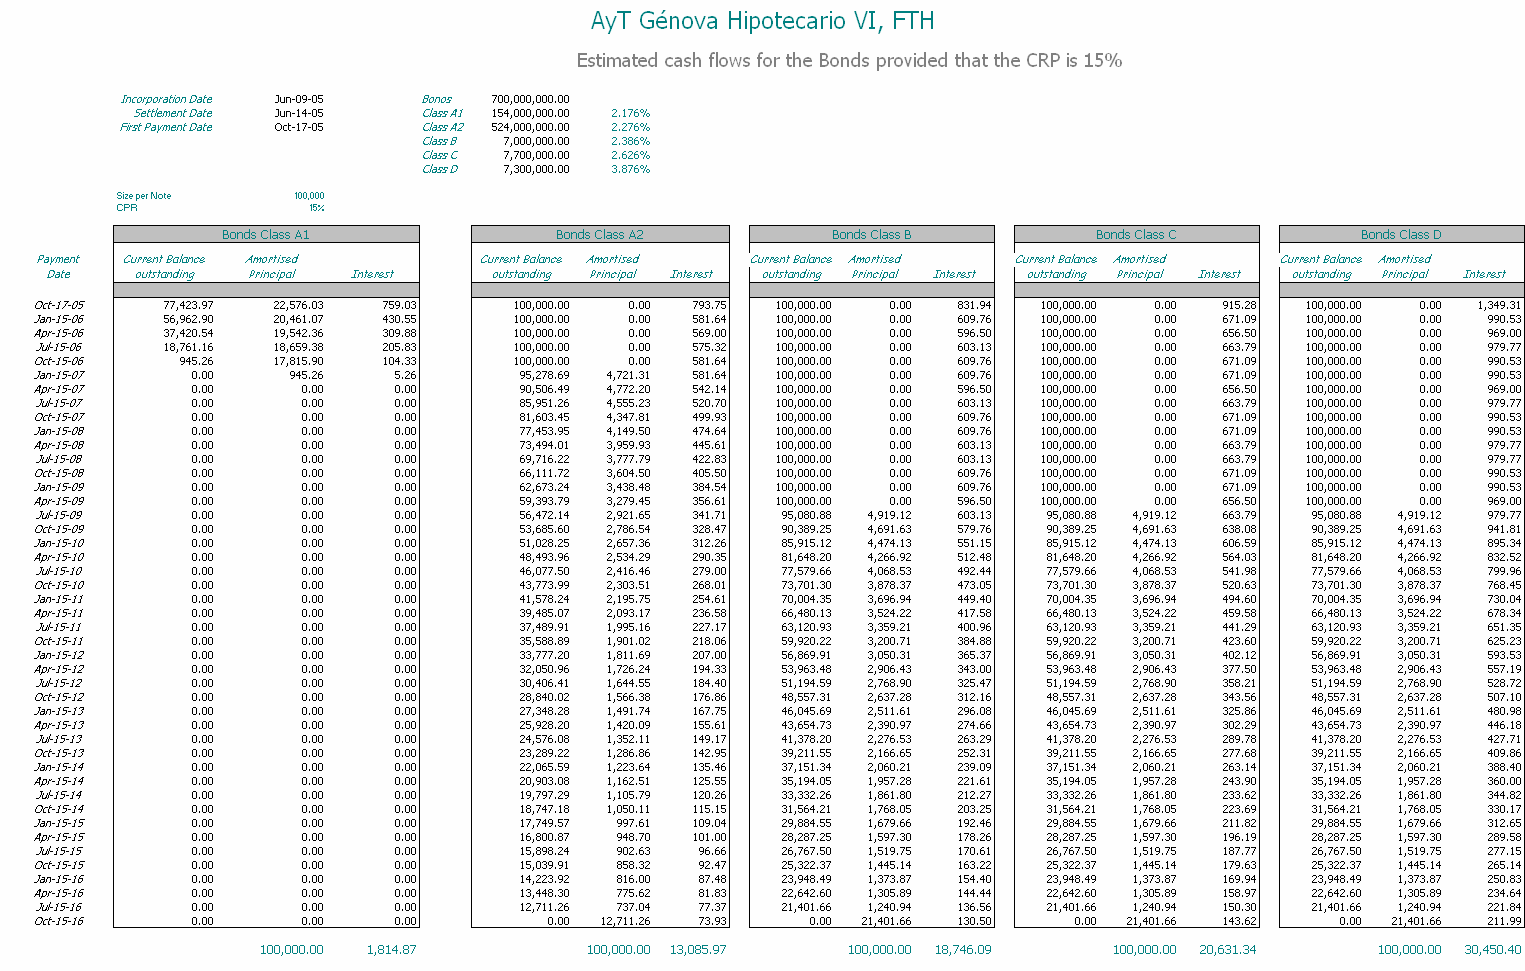 AyT Génova Hipotecario VI, FTH
Estimated cash flows for the Bonds provided that the CRP is 15%
Incorporation Date Jun-09-05 Bonos 700,000,000.00
Settlement Date Jun-14-05 Class A1 154,000,000.00 2.176%
First Payment Date Oct-17-05 Class A2 524,000,000.00 2.276%
Class B 7,000,000.00 2.386%
Class C 7,700,000.00 2.626%
Class D 7,300,000.00 3.876%
Size per Note 100,000
CPR 15%
Bonds Class A1 Bonds Class A2 Bonds Class B Bonds Class C Bonds Class D
Payment Current Balance Amortised Current Balance Amortised Current Balance Amortised Current Balance Amortised Current Balance Amortised
Date outstanding Principal Interest outstanding Principal Interest outstanding Principal Interest outstanding Principal Interest outstanding Principal Interest
Oct-17-05 77,423.97 22,576.03 759.03 100,000.00 0.00 793.75 100,000.00 0.00 831.94 100,000.00 0.00 915.28 100,000.00 0.00 1,349.31
Jan-15-06 56,962.90 20,461.07 430.55 100,000.00 0.00 581.64 100,000.00 0.00 609.76 100,000.00 0.00 671.09 100,000.00 0.00 990.53
Apr-15-06 37,420.54 19,542.36 309.88 100,000.00 0.00 569.00 100,000.00 0.00 596.50 100,000.00 0.00 656.50 100,000.00 0.00 969.00
Jul-15-06 18,761.16 18,659.38 205.83 100,000.00 0.00 575.32 100,000.00 0.00 603.13 100,000.00 0.00 663.79 100,000.00 0.00 979.77
Oct-15-06 945.26 17,815.90 104.33 100,000.00 0.00 581.64 100,000.00 0.00 609.76 100,000.00 0.00 671.09 100,000.00 0.00 990.53
Jan-15-07 0.00 945.26 5.26 95,278.69 4,721.31 581.64 100,000.00 0.00 609.76 100,000.00 0.00 671.09 100,000.00 0.00 990.53
Apr-15-07 0.00 0.00 0.00 90,506.49 4,772.20 542.14 100,000.00 0.00 596.50 100,000.00 0.00 656.50 100,000.00 0.00 969.00
Jul-15-07 0.00 0.00 0.00 85,951.26 4,555.23 520.70 100,000.00 0.00 603.13 100,000.00 0.00 663.79 100,000.00 0.00 979.77
Oct-15-07 0.00 0.00 0.00 81,603.45 4,347.81 499.93 100,000.00 0.00 609.76 100,000.00 0.00 671.09 100,000.00 0.00 990.53
Jan-15-08 0.00 0.00 0.00 77,453.95 4,149.50 474.64 100,000.00 0.00 609.76 100,000.00 0.00 671.09 100,000.00 0.00 990.53
Apr-15-08 0.00 0.00 0.00 73,494.01 3,959.93 445.61 100,000.00 0.00 603.13 100,000.00 0.00 663.79 100,000.00 0.00 979.77
Jul-15-08 0.00 0.00 0.00 69,716.22 3,777.79 422.83 100,000.00 0.00 603.13 100,000.00 0.00 663.79 100,000.00 0.00 979.77
Oct-15-08 0.00 0.00 0.00 66,111.72 3,604.50 405.50 100,000.00 0.00 609.76 100,000.00 0.00 671.09 100,000.00 0.00 990.53
Jan-15-09 0.00 0.00 0.00 62,673.24 3,438.48 384.54 100,000.00 0.00 609.76 100,000.00 0.00 671.09 100,000.00 0.00 990.53
Apr-15-09 0.00 0.00 0.00 59,393.79 3,279.45 356.61 100,000.00 0.00 596.50 100,000.00 0.00 656.50 100,000.00 0.00 969.00
Jul-15-09 0.00 0.00 0.00 56,472.14 2,921.65 341.71 95,080.88 4,919.12 603.13 95,080.88 4,919.12 663.79 95,080.88 4,919.12 979.77
Oct-15-09 0.00 0.00 0.00 53,685.60 2,786.54 328.47 90,389.25 4,691.63 579.76 90,389.25 4,691.63 638.08 90,389.25 4,691.63 941.81
Jan-15-10 0.00 0.00 0.00 51,028.25 2,657.36 312.26 85,915.12 4,474.13 551.15 85,915.12 4,474.13 606.59 85,915.12 4,474.13 895.34
Apr-15-10 0.00 0.00 0.00 48,493.96 2,534.29 290.35 81,648.20 4,266.92 512.48 81,648.20 4,266.92 564.03 81,648.20 4,266.92 832.52
Jul-15-10 0.00 0.00 0.00 46,077.50 2,416.46 279.00 77,579.66 4,068.53 492.44 77,579.66 4,068.53 541.98 77,579.66 4,068.53 799.96
Oct-15-10 0.00 0.00 0.00 43,773.99 2,303.51 268.01 73,701.30 3,878.37 473.05 73,701.30 3,878.37 520.63 73,701.30 3,878.37 768.45
Jan-15-11 0.00 0.00 0.00 41,578.24 2,195.75 254.61 70,004.35 3,696.94 449.40 70,004.35 3,696.94 494.60 70,004.35 3,696.94 730.04
Apr-15-11 0.00 0.00 0.00 39,485.07 2,093.17 236.58 66,480.13 3,524.22 417.58 66,480.13 3,524.22 459.58 66,480.13 3,524.22 678.34
Jul-15-11 0.00 0.00 0.00 37,489.91 1,995.16 227.17 63,120.93 3,359.21 400.96 63,120.93 3,359.21 441.29 63,120.93 3,359.21 651.35
Oct-15-11 0.00 0.00 0.00 35,588.89 1,901.02 218.06 59,920.22 3,200.71 384.88 59,920.22 3,200.71 423.60 59,920.22 3,200.71 625.23
Jan-15-12 0.00 0.00 0.00 33,777.20 1,811.69 207.00 56,869.91 3,050.31 365.37 56,869.91 3,050.31 402.12 56,869.91 3,050.31 593.53
Apr-15-12 0.00 0.00 0.00 32,050.96 1,726.24 194.33 53,963.48 2,906.43 343.00 53,963.48 2,906.43 377.50 53,963.48 2,906.43 557.19
Jul-15-12 0.00 0.00 0.00 30,406.41 1,644.55 184.40 51,194.59 2,768.90 325.47 51,194.59 2,768.90 358.21 51,194.59 2,768.90 528.72
Oct-15-12 0.00 0.00 0.00 28,840.02 1,566.38 176.86 48,557.31 2,637.28 312.16 48,557.31 2,637.28 343.56 48,557.31 2,637.28 507.10
Jan-15-13 0.00 0.00 0.00 27,348.28 1,491.74 167.75 46,045.69 2,511.61 296.08 46,045.69 2,511.61 325.86 46,045.69 2,511.61 480.98
Apr-15-13 0.00 0.00 0.00 25,928.20 1,420.09 155.61 43,654.73 2,390.97 274.66 43,654.73 2,390.97 302.29 43,654.73 2,390.97 446.18
Jul-15-13 0.00 0.00 0.00 24,576.08 1,352.11 149.17 41,378.20 2,276.53 263.29 41,378.20 2,276.53 289.78 41,378.20 2,276.53 427.71
Oct-15-13 0.00 0.00 0.00 23,289.22 1,286.86 142.95 39,211.55 2,166.65 252.31 39,211.55 2,166.65 277.68 39,211.55 2,166.65 409.86
Jan-15-14 0.00 0.00 0.00 22,065.59 1,223.64 135.46 37,151.34 2,060.21 239.09 37,151.34 2,060.21 263.14 37,151.34 2,060.21 388.40
Apr-15-14 0.00 0.00 0.00 20,903.08 1,162.51 125.55 35,194.05 1,957.28 221.61 35,194.05 1,957.28 243.90 35,194.05 1,957.28 360.00
Jul-15-14 0.00 0.00 0.00 19,797.29 1,105.79 120.26 33,332.26 1,861.80 212.27 33,332.26 1,861.80 233.62 33,332.26 1,861.80 344.82
Oct-15-14 0.00 0.00 0.00 18,747.18 1,050.11 115.15 31,564.21 1,768.05 203.25 31,564.21 1,768.05 223.69 31,564.21 1,768.05 330.17
Jan-15-15 0.00 0.00 0.00 17,749.57 997.61 109.04 29,884.55 1,679.66 192.46 29,884.55 1,679.66 211.82 29,884.55 1,679.66 312.65
Apr-15-15 0.00 0.00 0.00 16,800.87 948.70 101.00 28,287.25 1,597.30 178.26 28,287.25 1,597.30 196.19 28,287.25 1,597.30 289.58
Jul-15-15 0.00 0.00 0.00 15,898.24 902.63 96.66 26,767.50 1,519.75 170.61 26,767.50 1,519.75 187.77 26,767.50 1,519.75 277.15
Oct-15-15 0.00 0.00 0.00 15,039.91 858.32 92.47 25,322.37 1,445.14 163.22 25,322.37 1,445.14 179.63 25,322.37 1,445.14 265.14
Jan-15-16 0.00 0.00 0.00 14,223.92 816.00 87.48 23,948.49 1,373.87 154.40 23,948.49 1,373.87 169.94 23,948.49 1,373.87 250.83
Apr-15-16 0.00 0.00 0.00 13,448.30 775.62 81.83 22,642.60 1,305.89 144.44 22,642.60 1,305.89 158.97 22,642.60 1,305.89 234.64
Jul-15-16 0.00 0.00 0.00 12,711.26 737.04 77.37 21,401.66 1,240.94 136.56 21,401.66 1,240.94 150.30 21,401.66 1,240.94 221.84
Oct-15-16 0.00 0.00 0.00 0.00 12,711.26 73.93 0.00 21,401.66 130.50 0.00 21,401.66 143.62 0.00 21,401.66 211.99
100,000.00 1,814.87 100,000.00 13,085.97 100,000.00 18,746.09 100,000.00 20,631.34 100,000.00 30,450.40